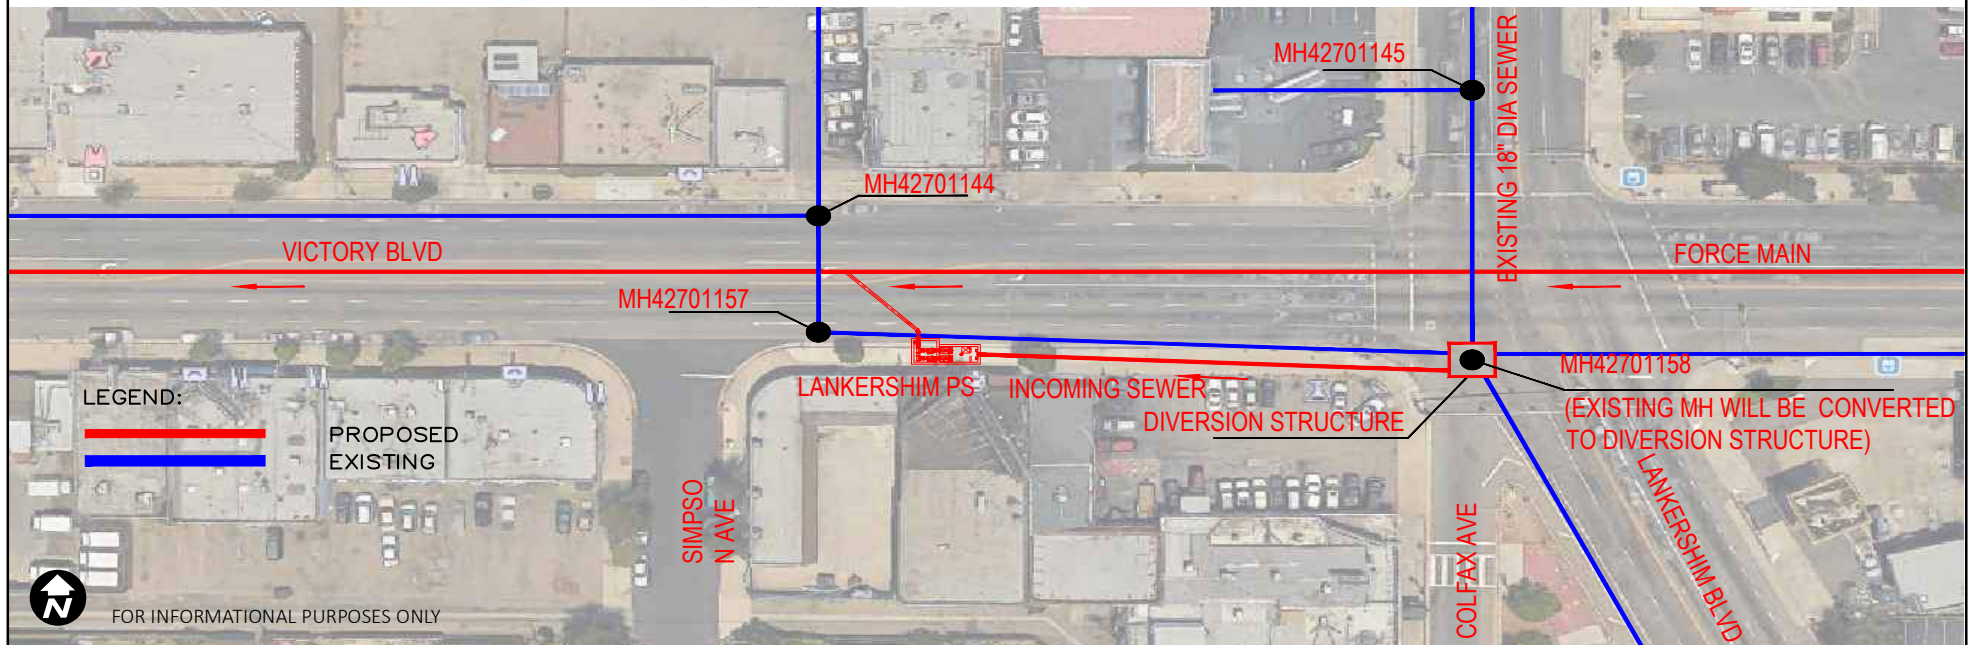 MH42701145
EXISTING 18" DIA SEWER
MH42701144
VICTORY BLVD
FORCE MAIN
MH42701157
MH42701158
(EXISTING MH WILL BE CONVERTED
TO DIVERSION STRUCTURE)
LANKERSHIM PS
INCOMING SEWER
DIVERSION STRUCTURE
LEGEND:
PROPOSED
EXISTING
SIMPSO
N AVE
COLFAX AVE
LANKERSHIM BLVD
N
FOR INFORMATIONAL PURPOSES ONLY